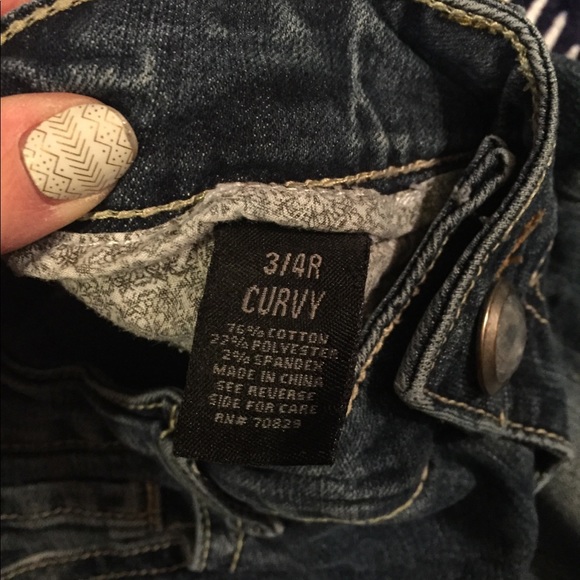 3/4R
CURVY
76% COTTON
22% POLYESTER
2% SPANDEX
MADE IN CHINA
SEE REVERSE
SIDE FOR CARE
RN# 70829